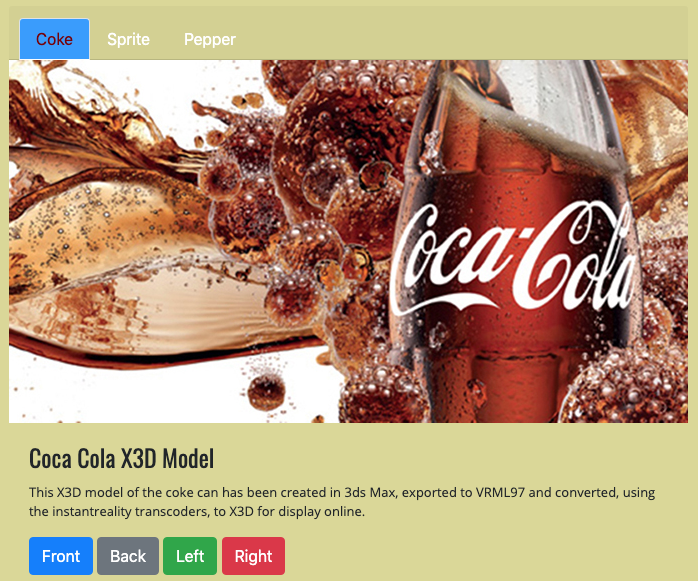 Coke Sprite Pepper
Coca-Cola
Coca Cola X3D Model
This X3D model of the coke can has been created in 3ds Max, exported to VRML97 and converted, using
the instantreality transcoders, to X3D for display online.
Front Back Left Right